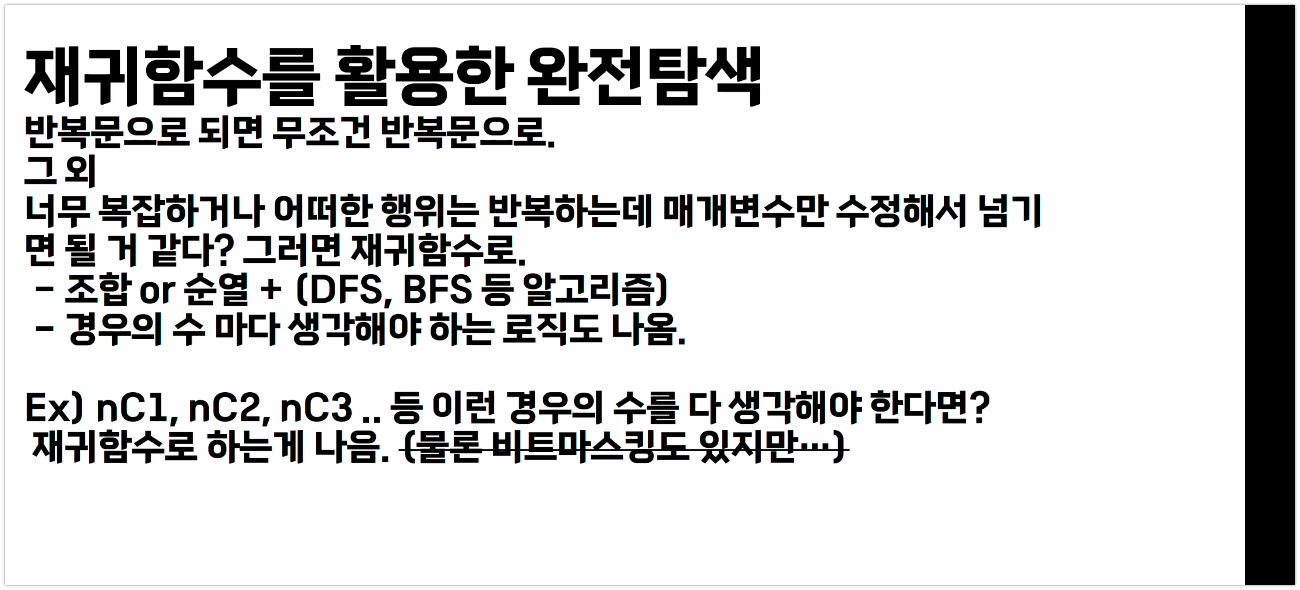 재귀함수를 활용한 완전탐색
반복문으로 되면 무조건 반복문으로.
그 외
너무 복잡하거나 어떠한 행위는 반복하는데 매개변수만 수정해서 넘기
면 될 거 같다? 그러면 재귀함수로.
- 조합 or 순열 + (DFS, BFS 등 알고리즘)
- 경우의 수 마다 생각해야 하는 로직도 나옴.
Ex) nC1, nC2, nC3 .. 등 이런 경우의 수를 다 생각해야 한다면?
재귀함수로 하는게 나음. (물론 비트마스킹도 있지만…)